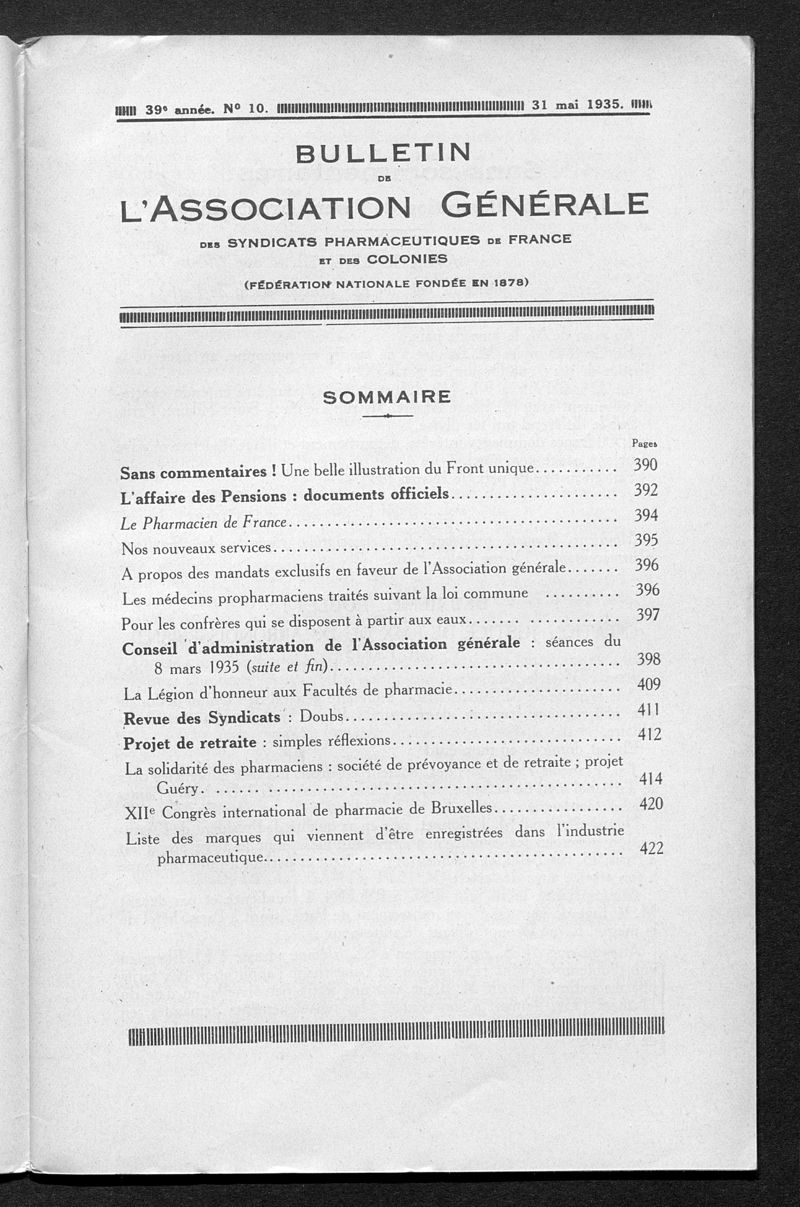 39e année. No 10. 31 mai 1935.
BULLETIN
DE
L'ASSOCIATION GÉNÉRALE
DES SYNDICATS PHARMACEUTIQUES DE FRANCE
ET DES COLONIES
(FÉDÉRATION NATIONALE FONDÉE EN 1878)
SOMMAIRE
Pages
Sans commentaires ! Une belle illustration du Front unique........... 390
L'affaire des Pensions : documents officiels...................... 392
Le Pharmacien de France........................................... 394
Nos nouveaux services............................................. 395
A propos des mandats exclusifs en faveur de l'Association générale....... 396
Les médecins propharmaciens traités suivant la loi commune .......... 396
Pour les confrères qui se disposent à partir aux eaux....... ............ 397
Conseil d'administration de l'Association générale : séances du
8 mars 1935 (suite et fin)...................................... 398
La Légion d'honneur aux Facultés de pharmacie...................... 409
Revue des Syndicats : Doubs..................................... 411
Projet de retraite : simples réflexions.............................. 412
La solidarité des pharmaciens : société de prévoyance et de retraite ; projet
Guéry. ...... ............................................... 414
XIIe Congrès international de pharmacie de Bruxelles................. 420
Liste des marques qui viennent d'être enregistrées dans l'industrie
pharmaceutique................................................ 422